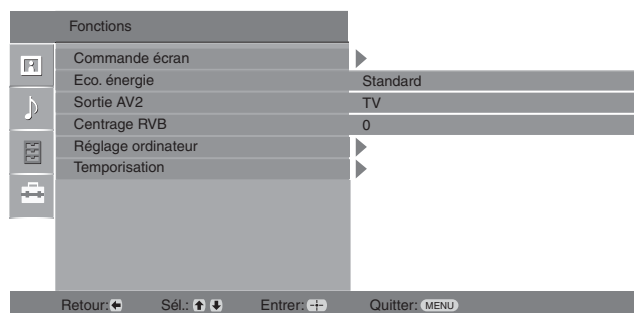 Fonctions
Commande écran
Eco. énergie Standard
Sortie AV2 TV
Centrage RVB 0
Réglage ordinateur
Temporisation
Retour: Sél.: Entrer: Quitter: MENU